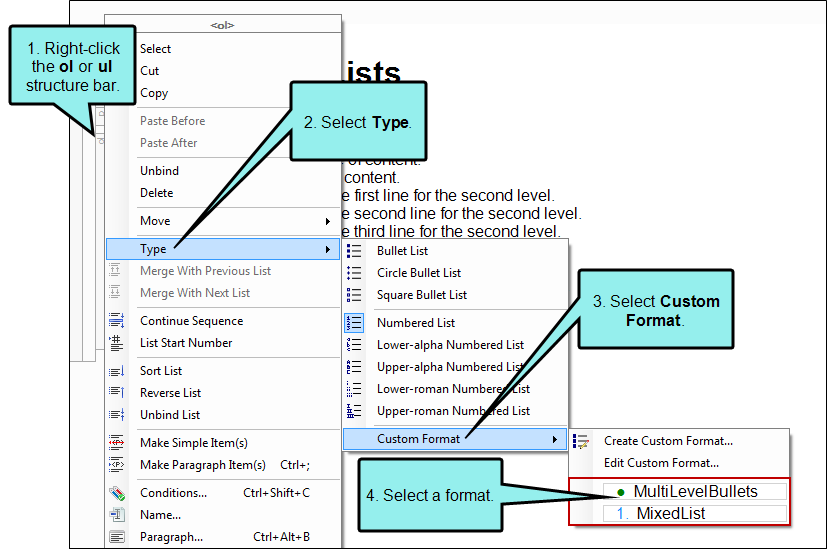 <ol>
1. Right-click
the ol or ul
structure bar.
Select
Cut
Copy
Paste Before
Paste After
Unbind
Delete
Move
Type
Merge With Previous List
Merge With Next List
Continue Sequence
List Start Number
Sort List
Reverse List
Unbind List
Make Simple Item(s)
Make Paragraph Item(s) Ctrl+;
Conditions... Ctrl+Shift+C
Name...
Paragraph... Ctrl+Alt+B
ists
2. Select Type.
content.
content.
e first line for the second level.
e second line for the second level.
e third line for the second level.
Bullet List
Circle Bullet List
Square Bullet List
Numbered List
Lower-alpha Numbered List
Upper-alpha Numbered List
Lower-roman Numbered List
Upper-roman Numbered List
Custom Format
3. Select Custom
Format.
Create Custom Format...
Edit Custom Format...
● MultiLevelBullets
1. MixedList
4. Select a format.